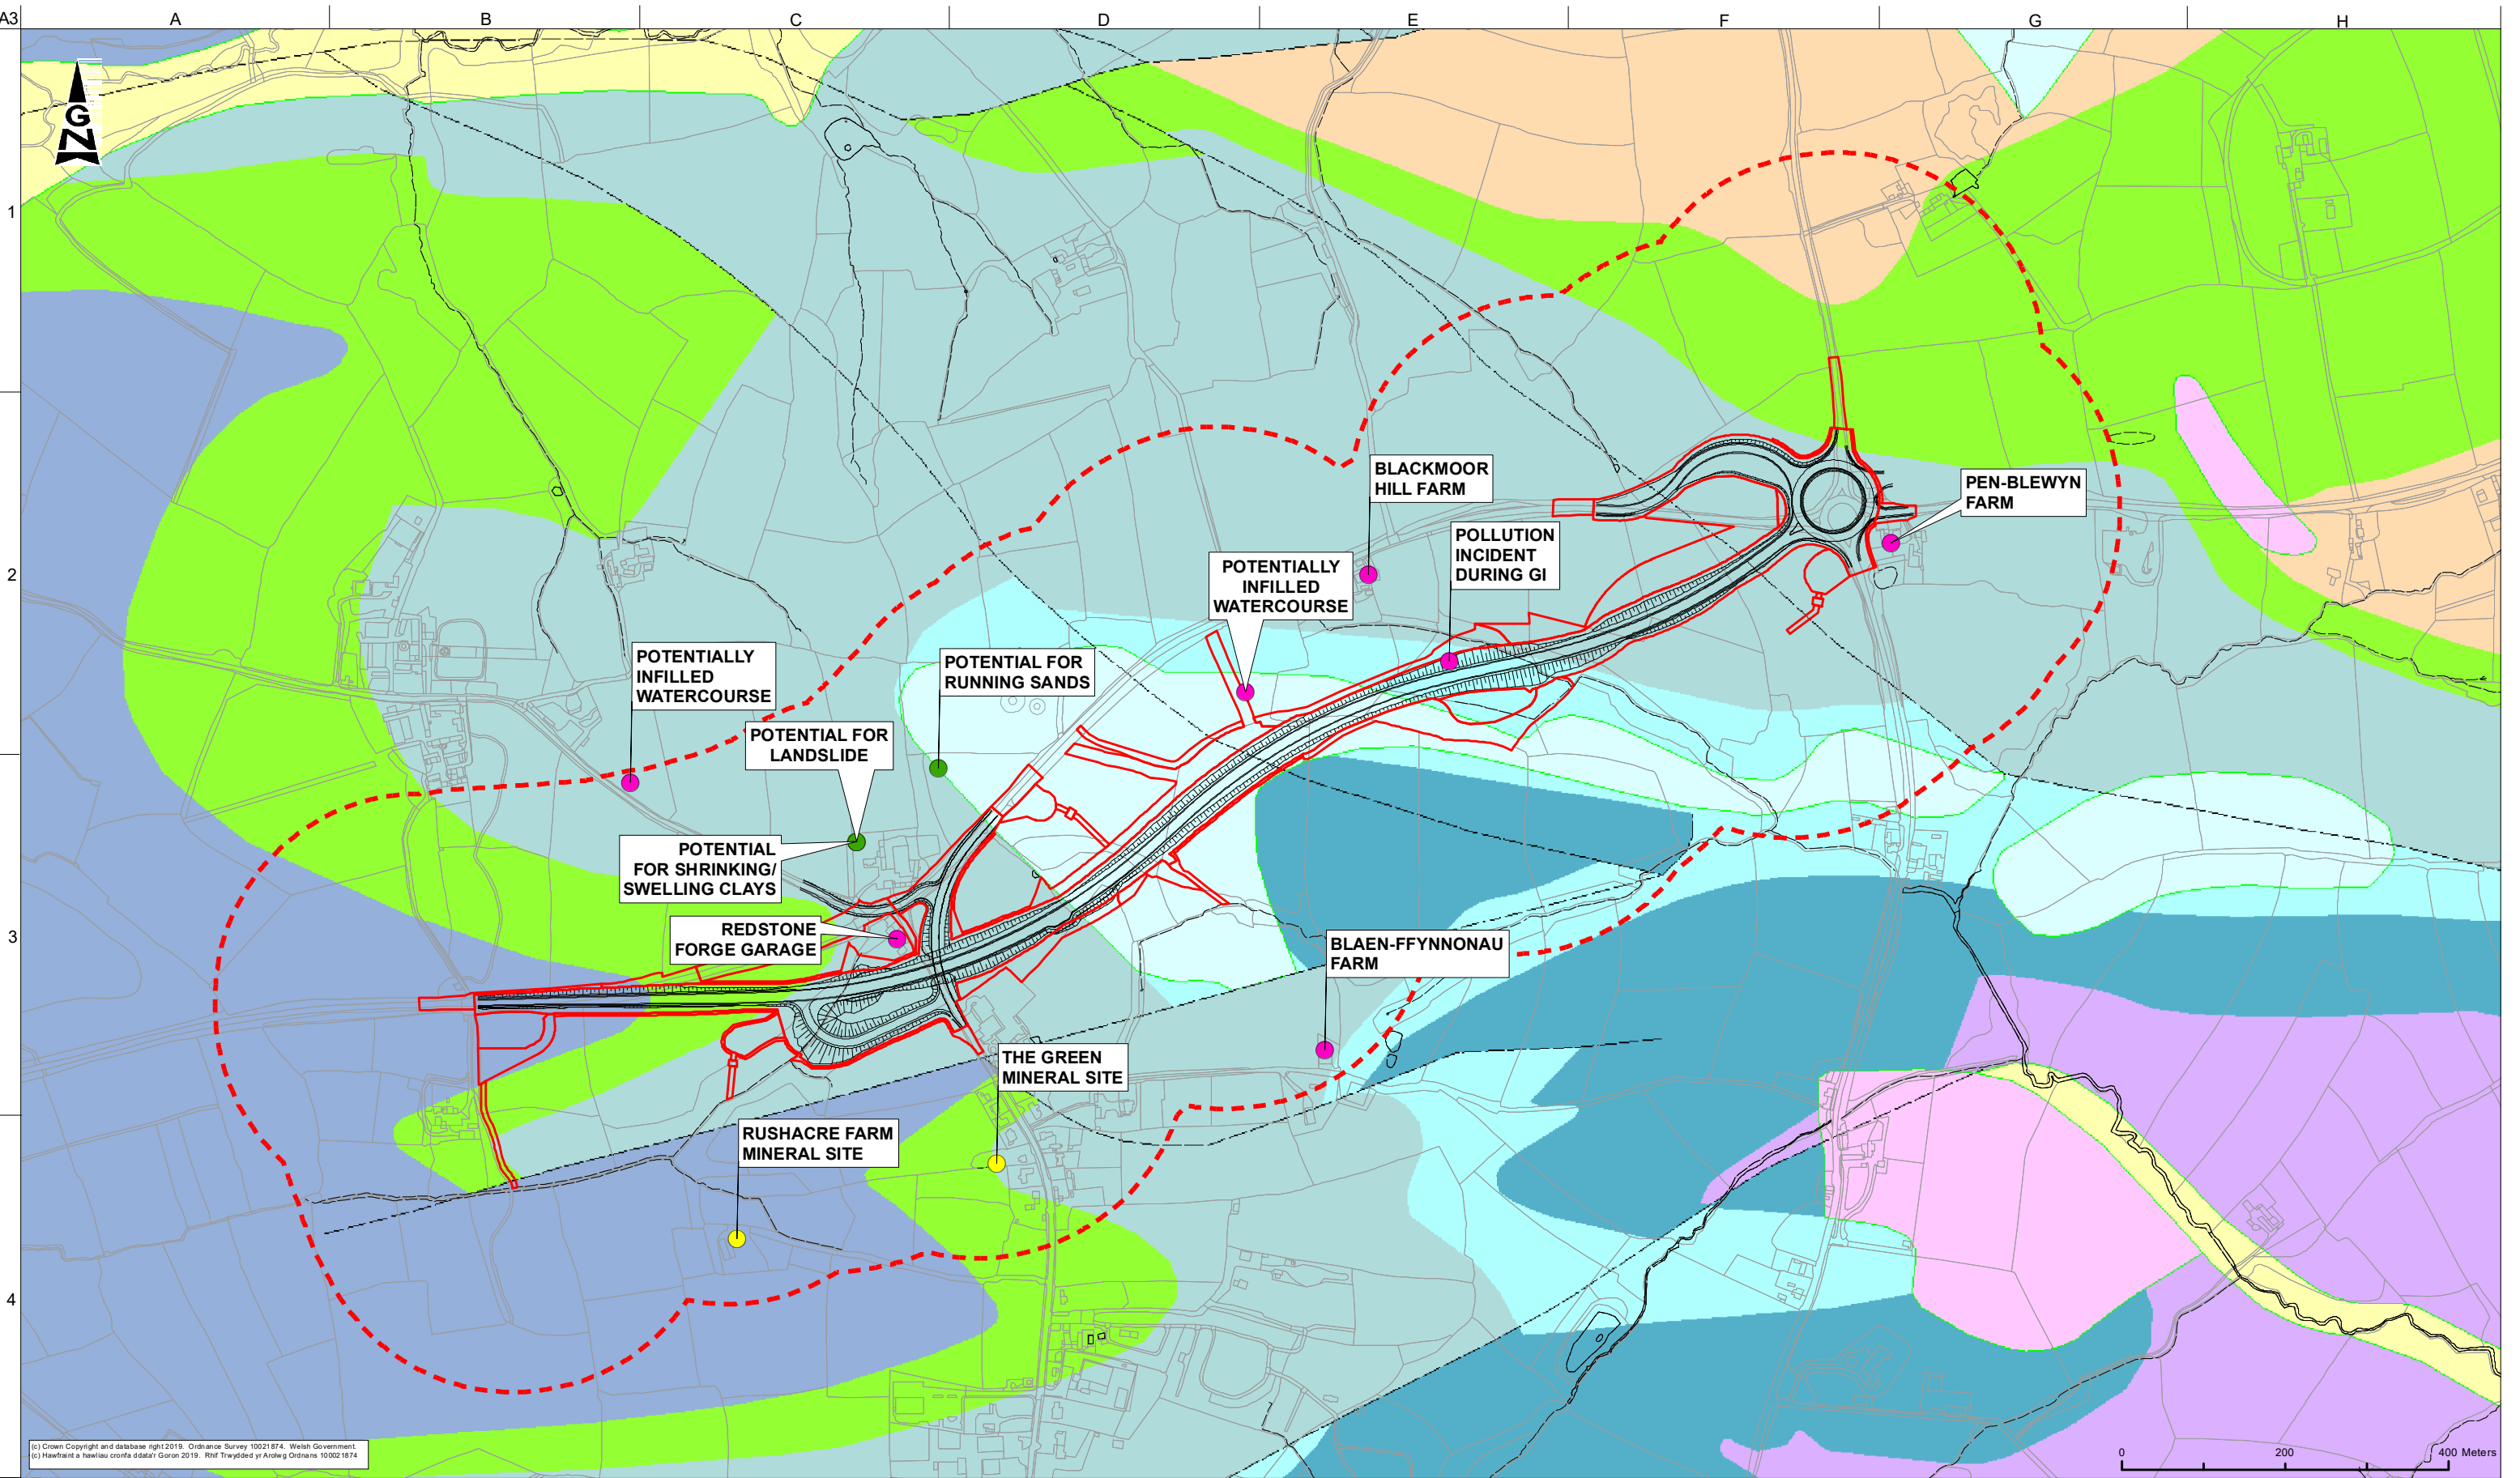 A3
A
B
C
D
E
F
G
H
1
2
3
4
G
N
BLACKMOOR
HILL FARM
POLLUTION
INCIDENT
DURING GI
PEN-BLEWYN
FARM
POTENTIALLY
INFILLED
WATERCOURSE
POTENTIALLY
INFILLED
WATERCOURSE
POTENTIAL FOR
RUNNING SANDS
POTENTIAL FOR
LANDSLIDE
POTENTIAL
FOR SHRINKING/
SWELLING CLAYS
REDSTONE
FORGE GARAGE
BLAEN-FFYNNONAU
FARM
THE GREEN
MINERAL SITE
RUSHACRE FARM
MINERAL SITE
(c) Crown Copyright and database right 2019. Ordnance Survey 10021874. Welsh Government.
(c) Hawlfraint a hawliau cronfa ddata'r Goron 2019. Rhif Trwydded yr Arolwg Ordnans 100021874
0 200 400 Meters